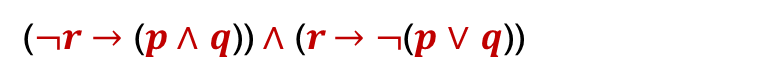 (¬r → (p ∧ q)) ∧ (r → ¬(p ∨ q))